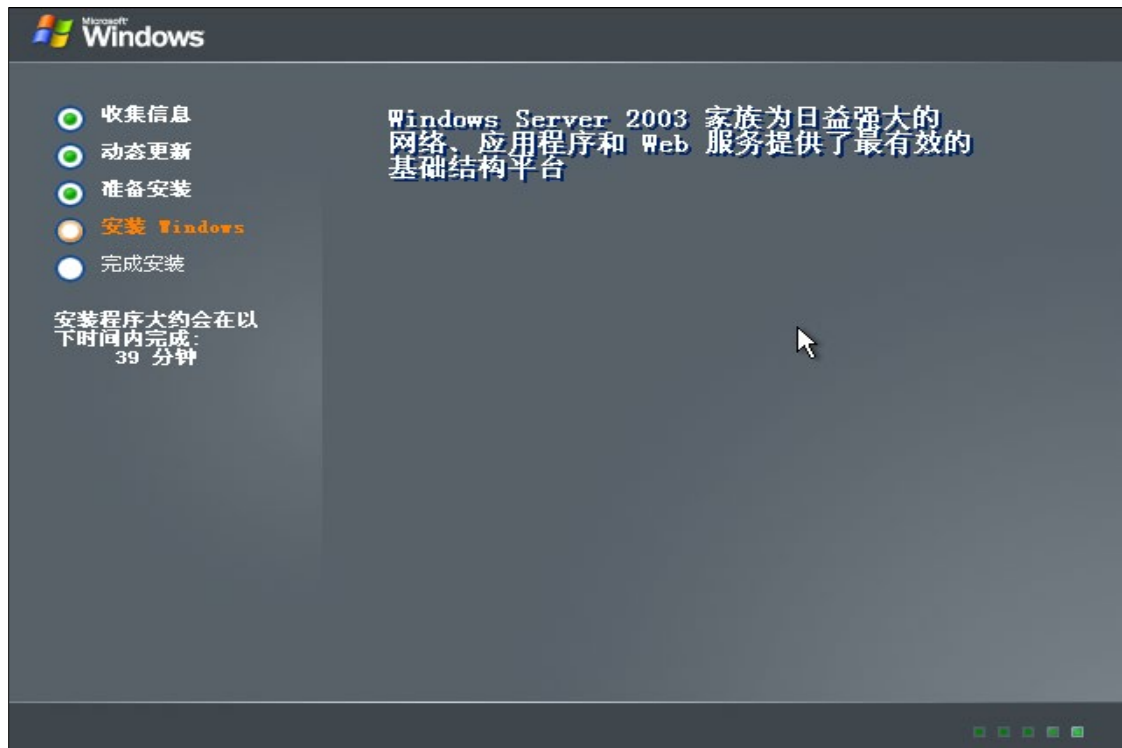 Microsoft
Windows
收集信息
动态更新
准备安装
安装 Windows
完成安装
安装程序大约会在以
下时间内完成:
39 分钟
Windows Server 2003 家族为日益强大的
网络、应用程序和 Web 服务提供了最有效的
基础结构平台